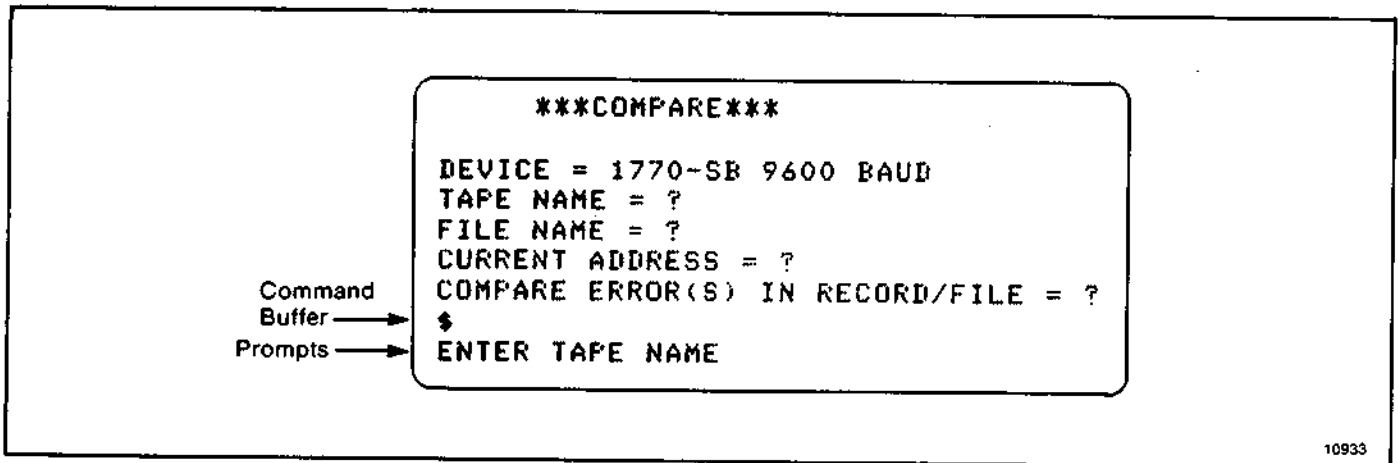 ***COMPARE***
DEVICE = 1770-SB 9600 BAUD
TAPE NAME = ?
FILE NAME = ?
CURRENT ADDRESS = ?
COMPARE ERROR(S) IN RECORD/FILE = ?
Command
Buffer
$
Prompts
ENTER TAPE NAME
10933